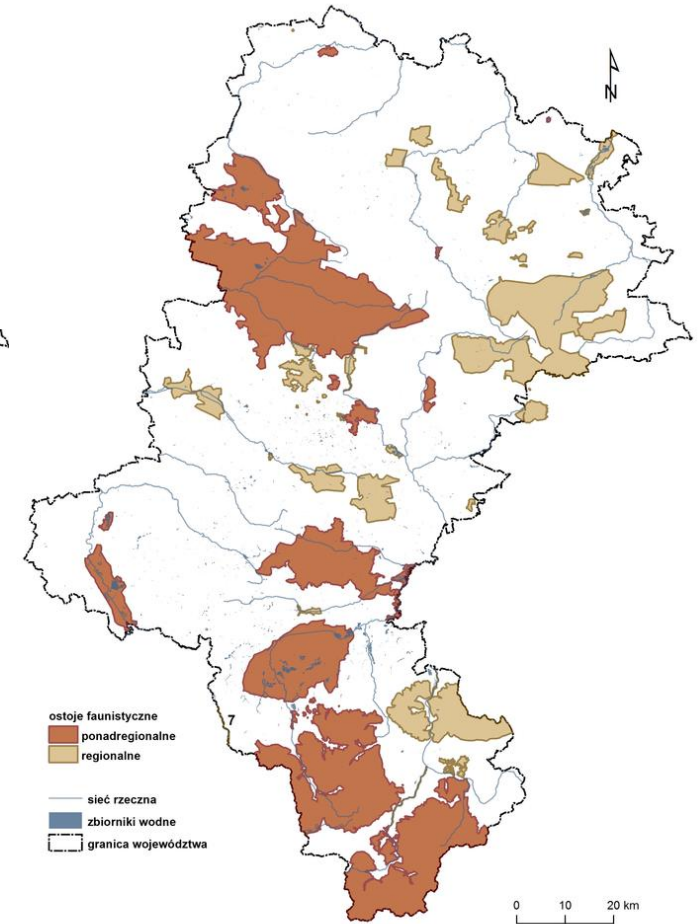 N
7
ostoje faunistyczne
ponadregionalne
regionalne
sieć rzeczna
zbiorniki wodne
granica województwa
0 10 20 km